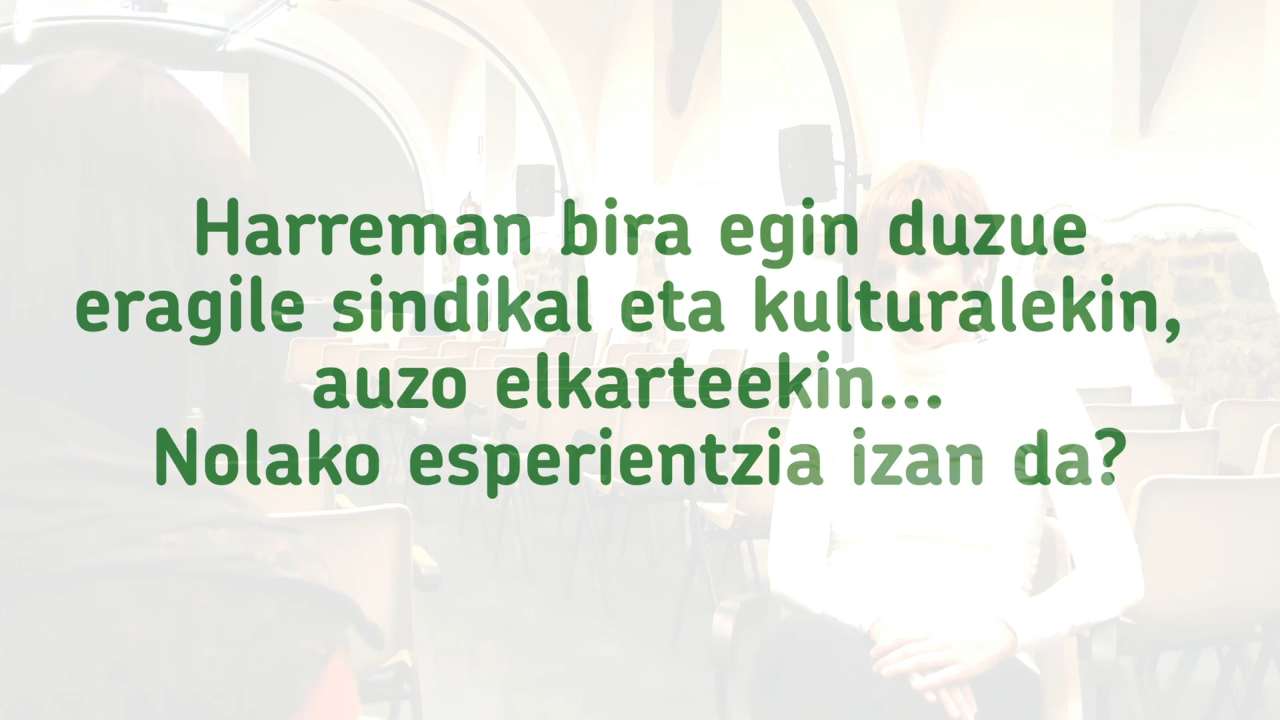 Harreman bira egin duzue
eragile sindikal eta kulturalekin,
auzo elkarteekin...
Nolako esperientzia izan da?